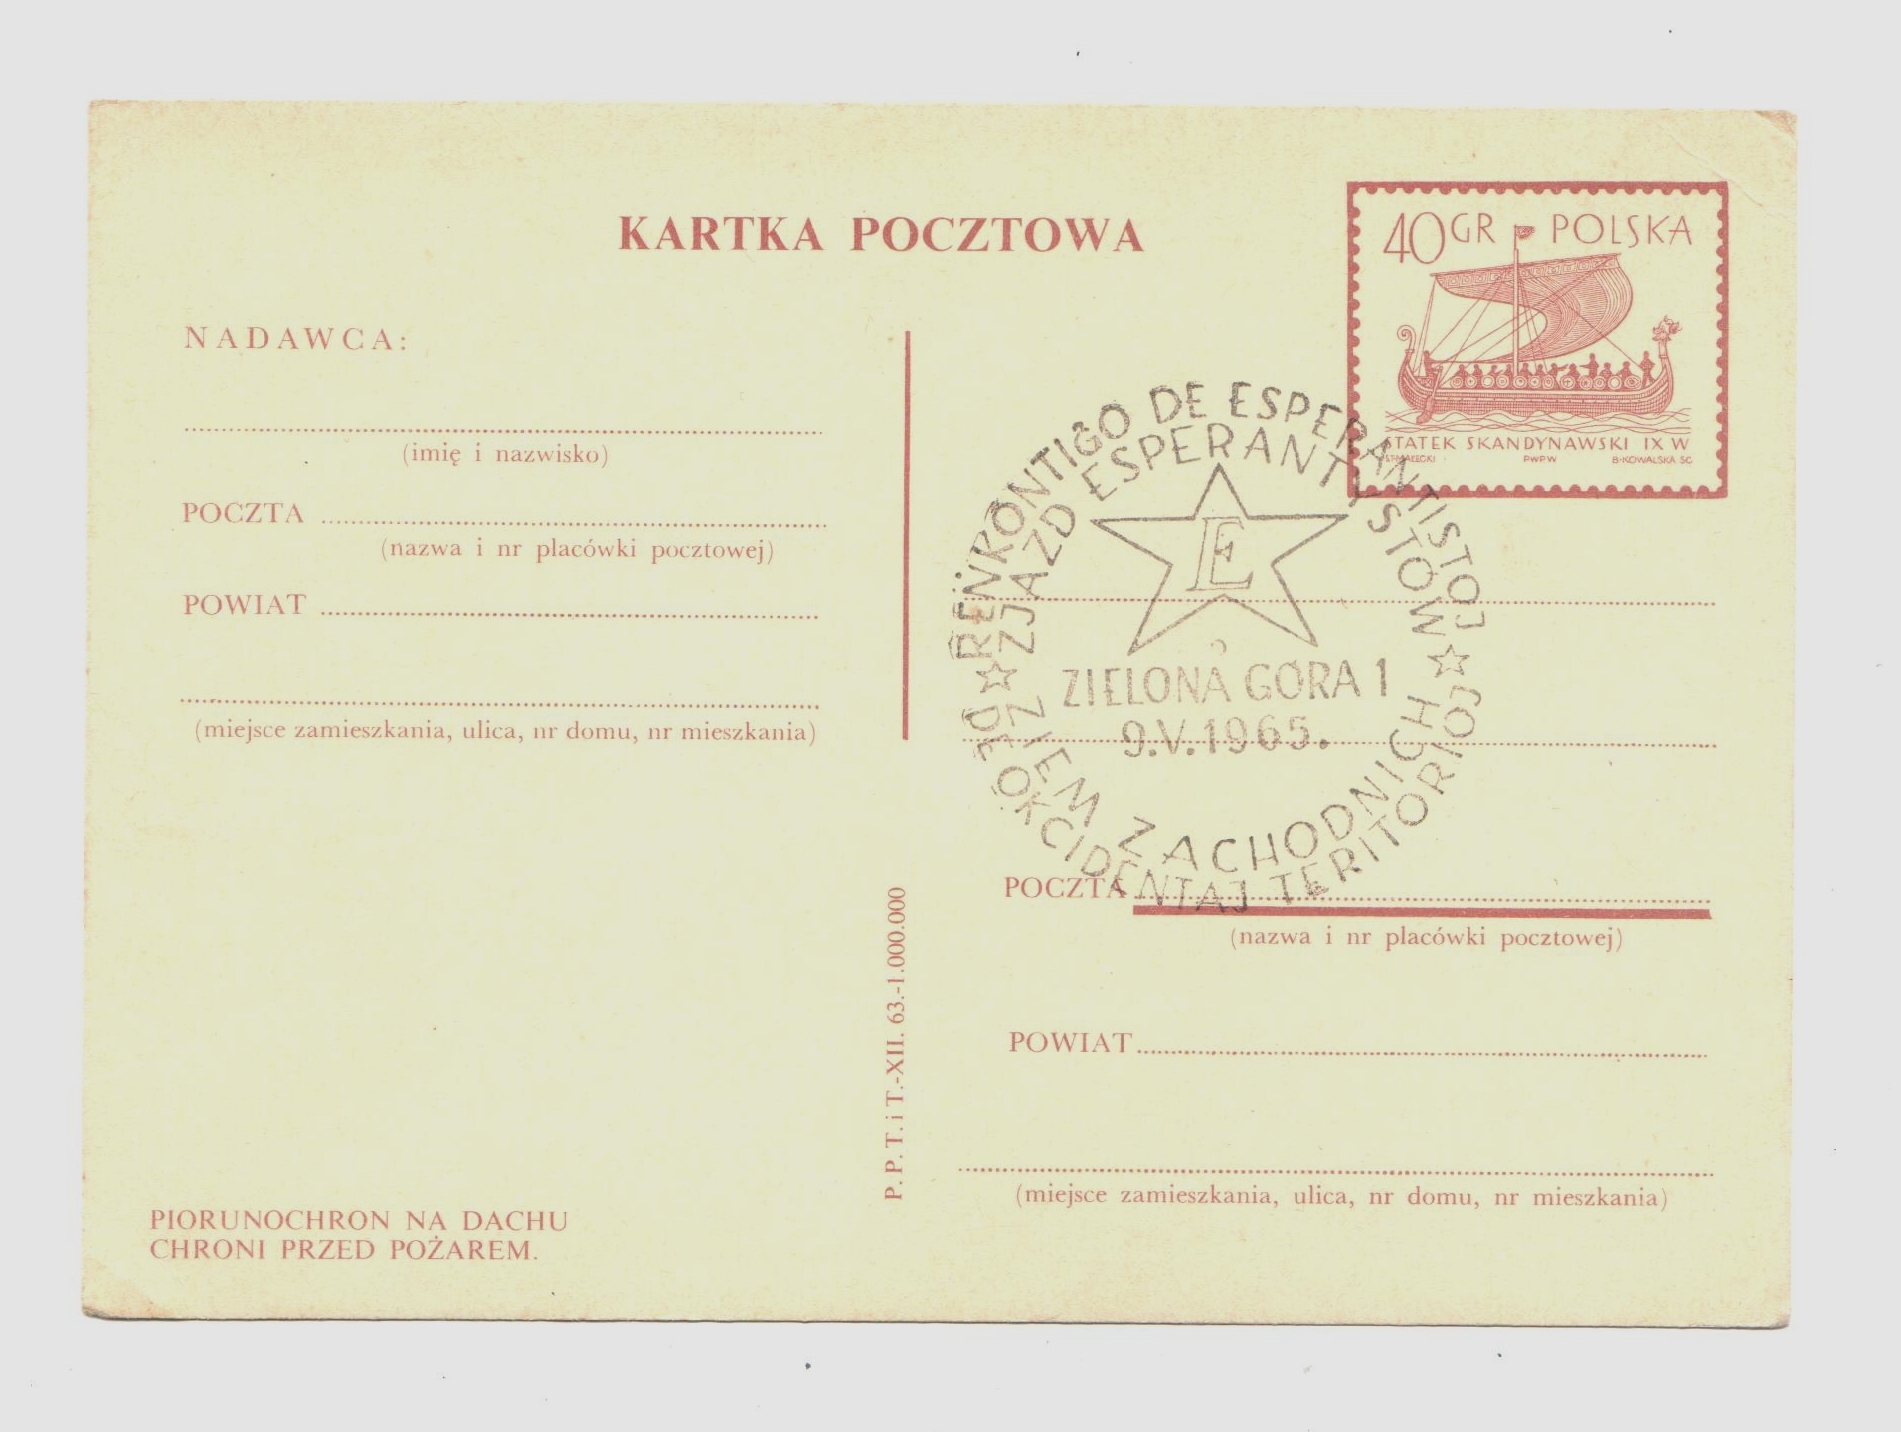 KARTKA POCZTOWA
40 GR POLSKA
STATEK SKANDYNAWSKI IX W
ST·MAŁECKI PWPW B·KOWALSKA SC
NADAWCA:
(imię i nazwisko)
POCZTA
(nazwa i nr placówki pocztowej)
POWIAT
(miejsce zamieszkania, ulica, nr domu, nr mieszkania)
RENKONTIĜO DE ESPERANTISTOJ
DE OKCIDENTAJ TERITORIOJ
ZJAZD ESPERANTYSTÓW
ZIEM ZACHODNICH
E
ZIELONA GÓRA 1
9.V.1965.
POCZTA
(nazwa i nr placówki pocztowej)
POWIAT
(miejsce zamieszkania, ulica, nr domu, nr mieszkania)
P. P. T. i T.-XII. 63.-1.000.000
PIORUNOCHRON NA DACHU
CHRONI PRZED POŻAREM.